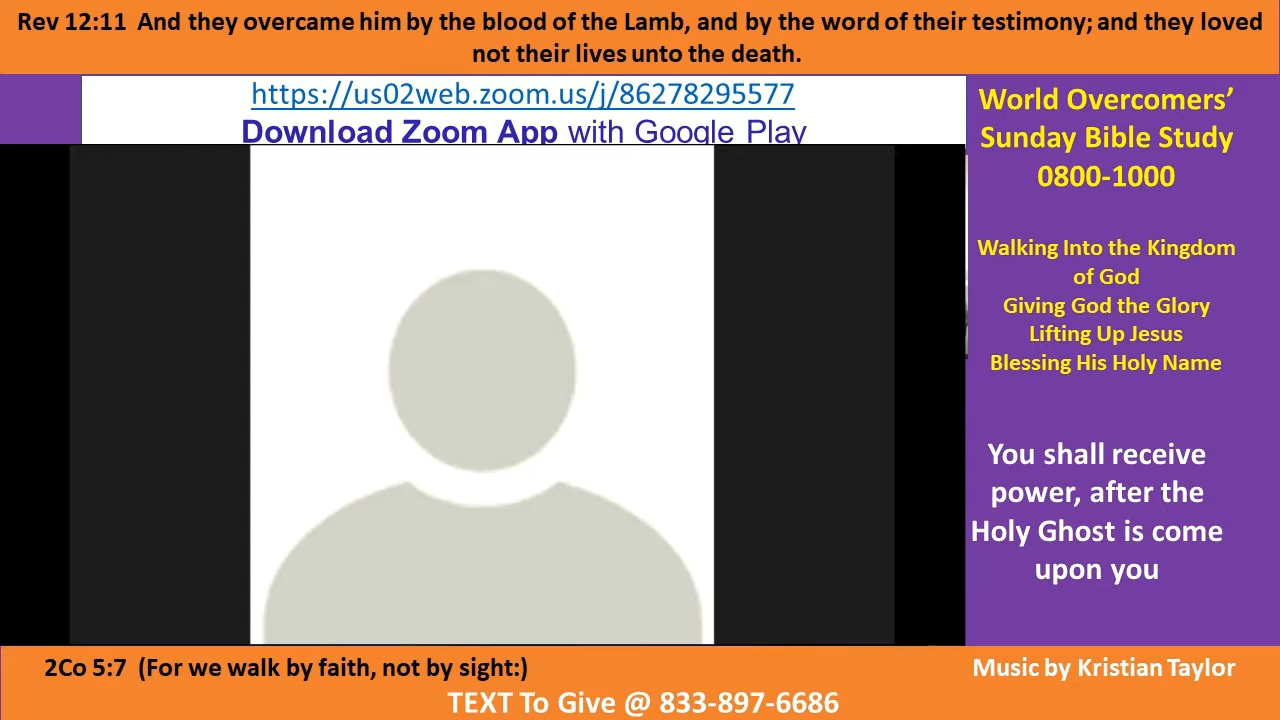 Rev 12:11 And they overcame him by the blood of the Lamb, and by the word of their testimony; and they loved
not their lives unto the death.
https://us02web.zoom.us/j/86278295577
Download Zoom App with Google Play
World Overcomers’
Sunday Bible Study
0800-1000
Walking Into the Kingdom
of God
Giving God the Glory
Lifting Up Jesus
Blessing His Holy Name
You shall receive
power, after the
Holy Ghost is come
upon you
2Co 5:7 (For we walk by faith, not by sight:)
Music by Kristian Taylor
TEXT To Give @ 833-897-6686